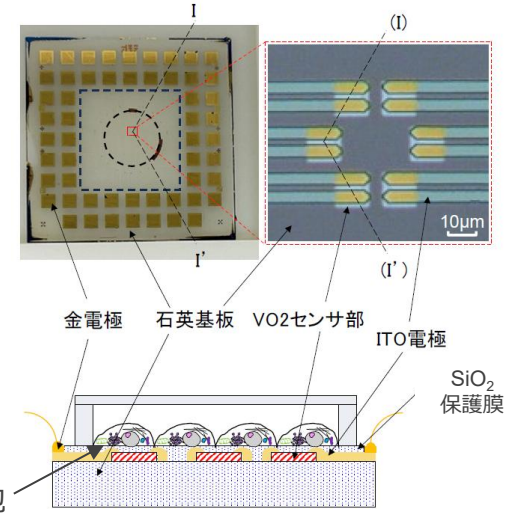 I
(I)
I'
10μm
(I')
金電極
石英基板
VO2センサ部
ITO電極
SiO₂
保護膜